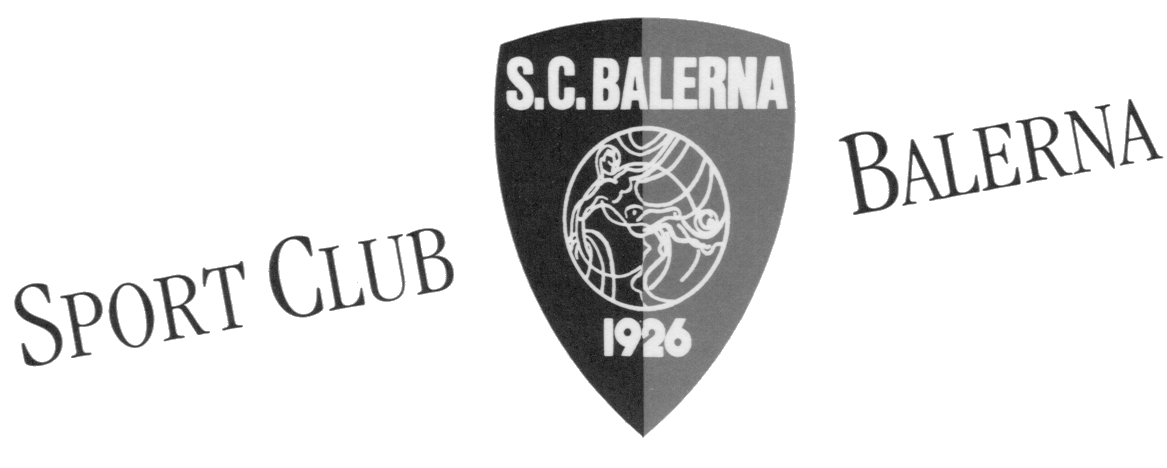 SPORT CLUB
S.C. BALERNA
1926
BALERNA